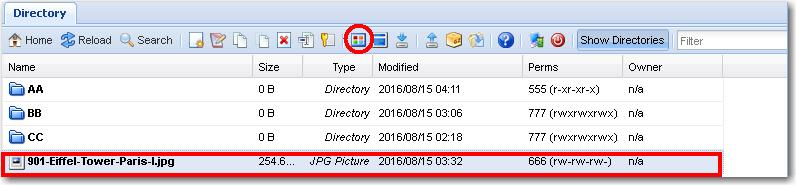 Directory
Home Reload Search Show Directories Filter
Name Size Type Modified Perms Owner
AA 0 B Directory 2016/08/15 04:11 555 (r-xr-xr-x) n/a
BB 0 B Directory 2016/08/15 03:06 777 (rwxrwxrwx) n/a
CC 0 B Directory 2016/08/15 02:18 777 (rwxrwxrwx) n/a
901-Eiffel-Tower-Paris-I.jpg 254.6... JPG Picture 2016/08/15 03:32 666 (rw-rw-rw-) n/a